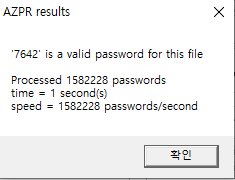 AZPR results
'7642' is a valid password for this file
Processed 1582228 passwords
time = 1 second(s)
speed = 1582228 passwords/second
확인